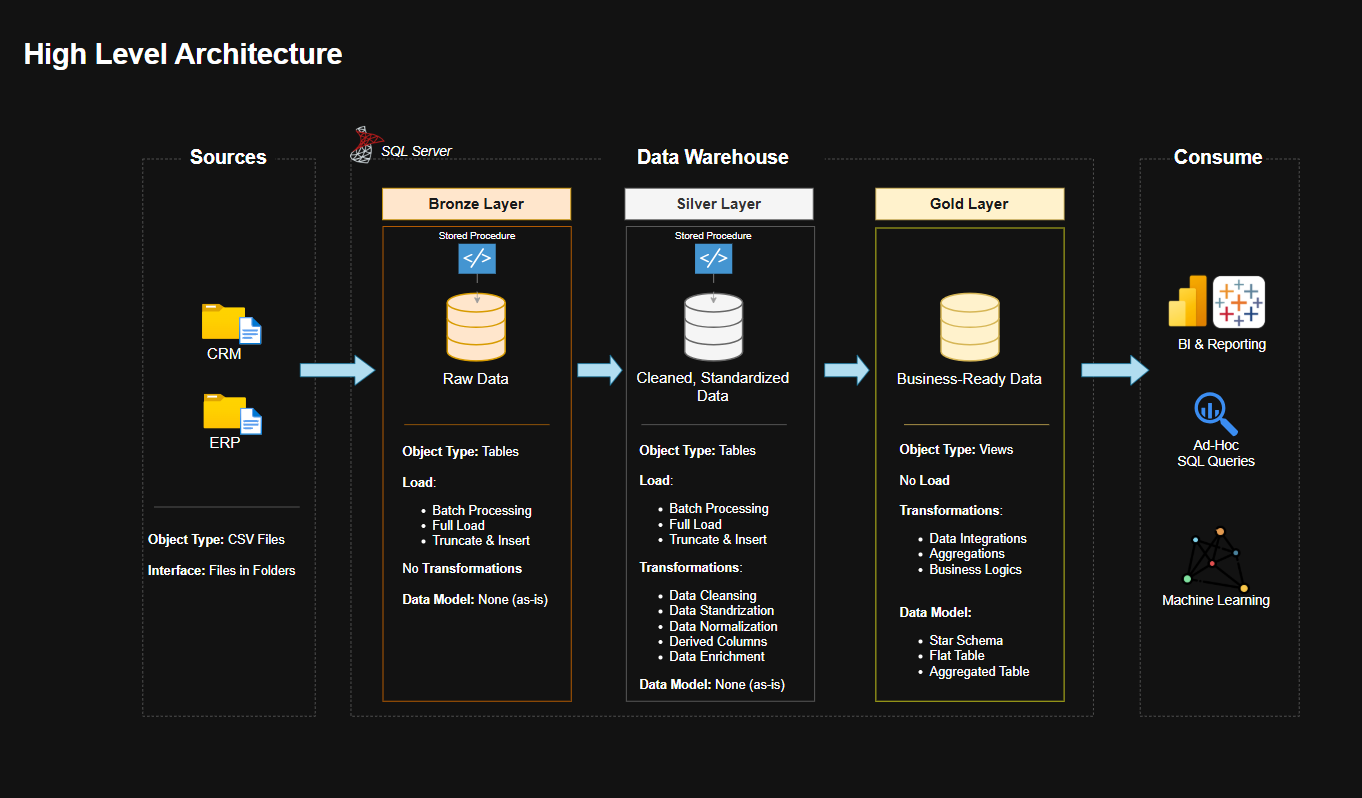 High Level Architecture
Sources
CRM
ERP
Object Type: CSV Files
Interface: Files in Folders
SQL Server
Data Warehouse
Bronze Layer
Stored Procedure
</>
Raw Data
Object Type: Tables
Load:
• Batch Processing
• Full Load
• Truncate & Insert
No Transformations
Data Model: None (as-is)
Silver Layer
Stored Procedure
</>
Cleaned, Standardized
Data
Object Type: Tables
Load:
• Batch Processing
• Full Load
• Truncate & Insert
Transformations:
• Data Cleansing
• Data Standrization
• Data Normalization
• Derived Columns
• Data Enrichment
Data Model: None (as-is)
Gold Layer
Business-Ready Data
Object Type: Views
No Load
Transformations:
• Data Integrations
• Aggregations
• Business Logics
Data Model:
• Star Schema
• Flat Table
• Aggregated Table
Consume
BI & Reporting
Ad-Hoc
SQL Queries
Machine Learning